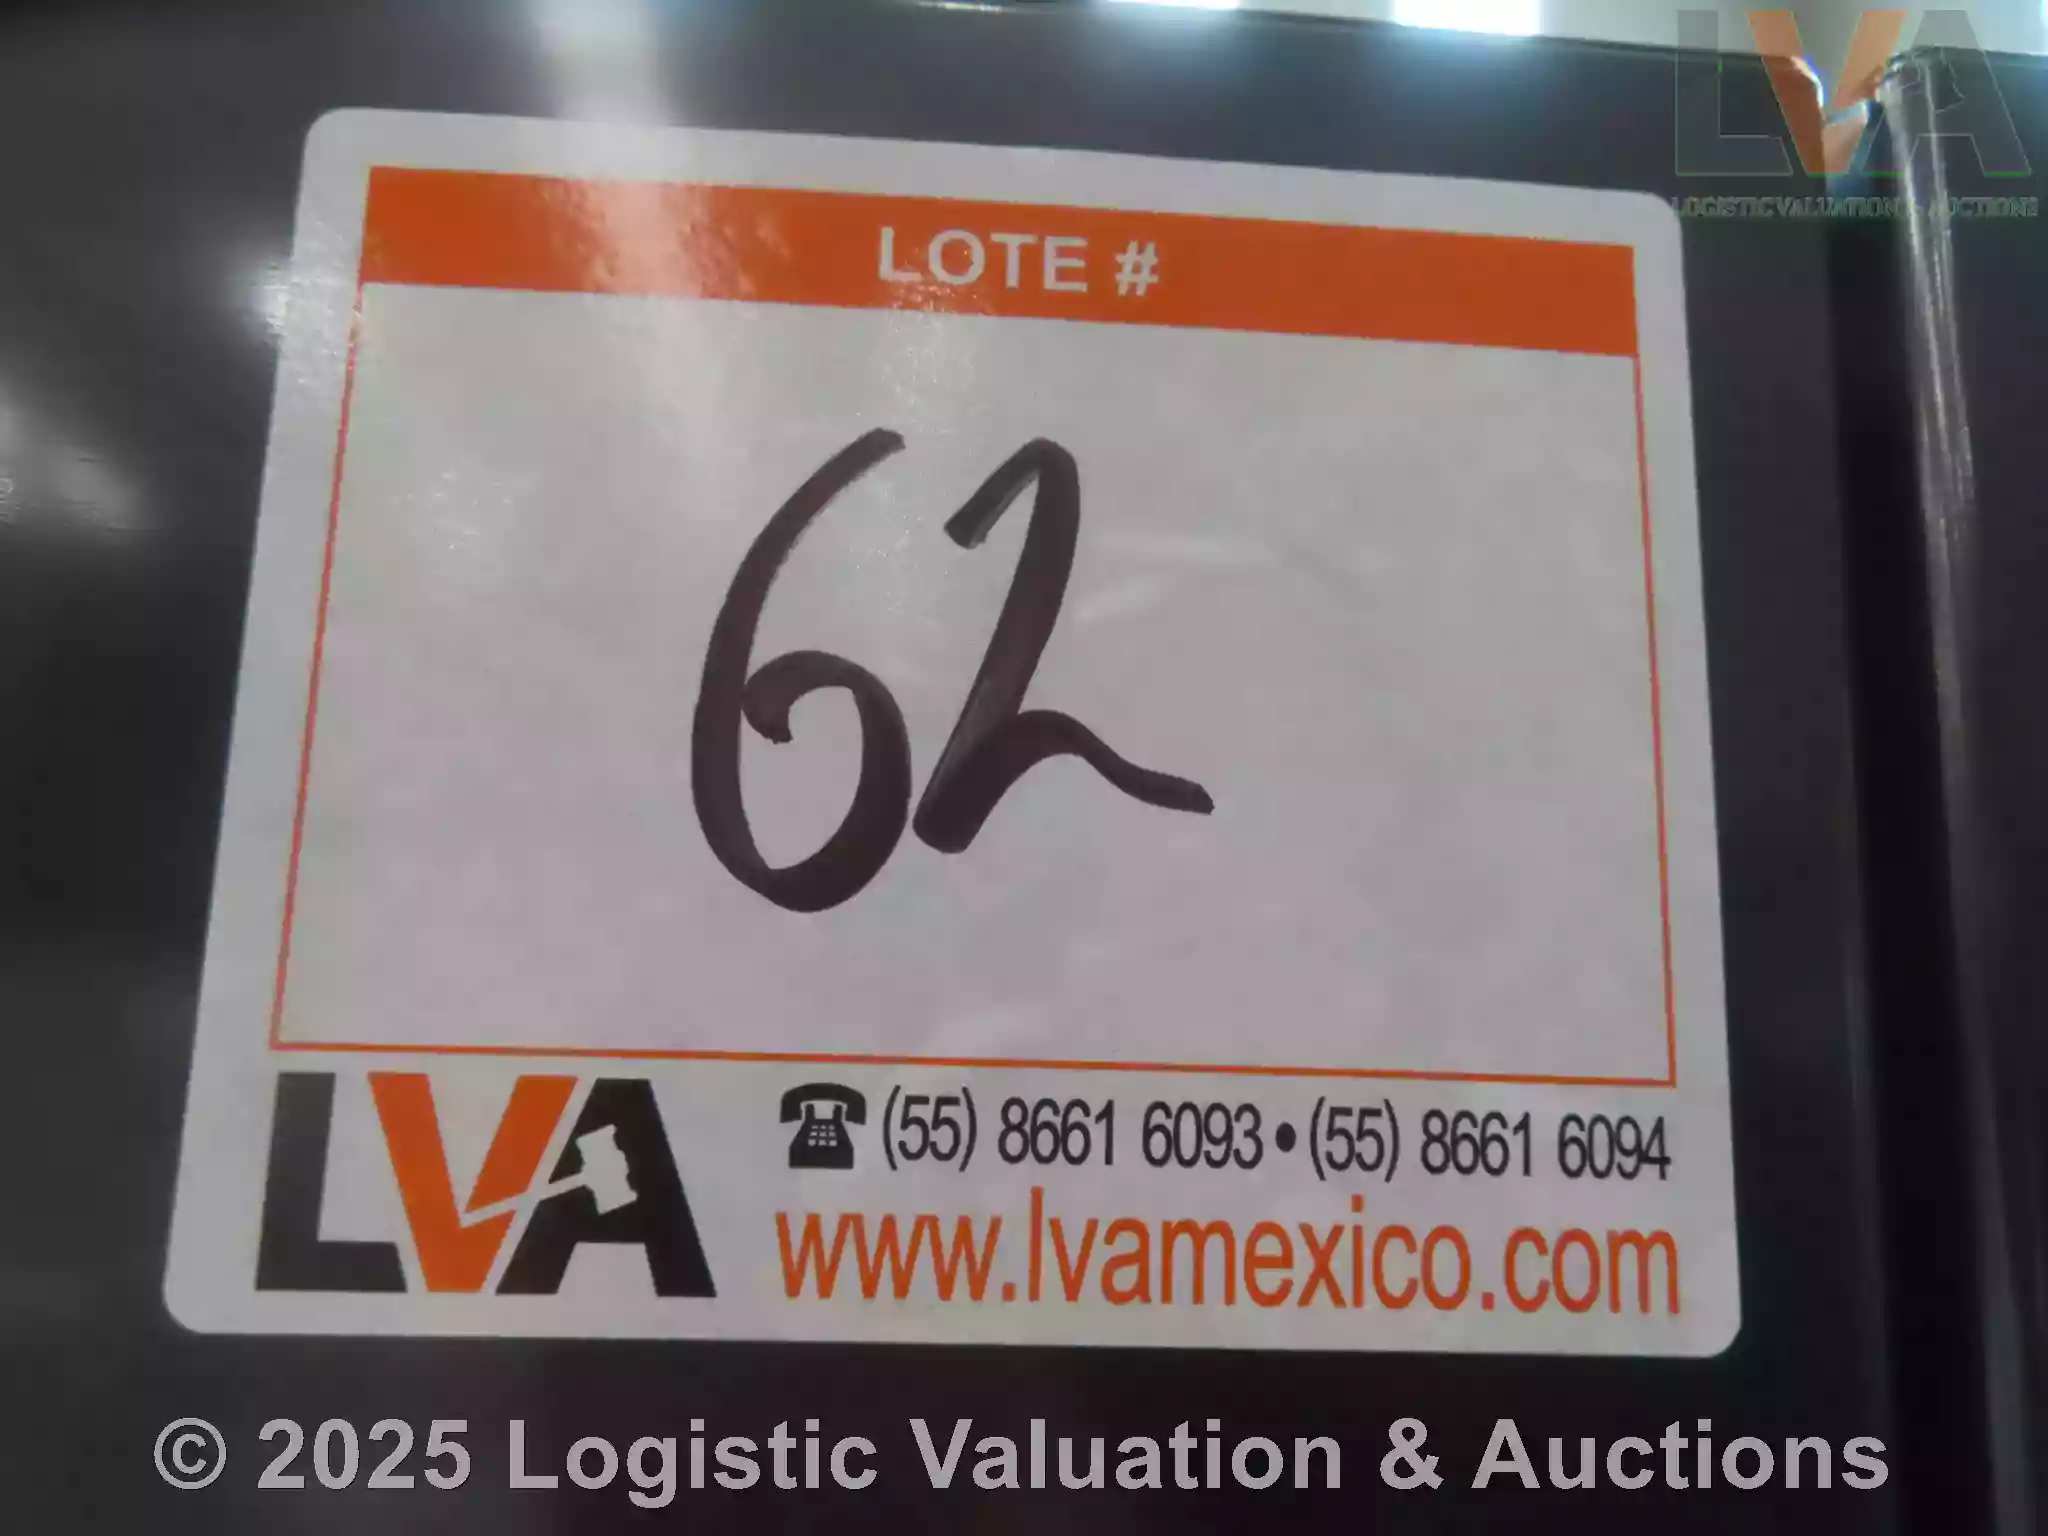 LVA
LOGISTIC VALUATION & AUCTIONS
LOTE #
62
LVA
(55) 8661 6093 • (55) 8661 6094
www.lvamexico.com
© 2025 Logistic Valuation & Auctions